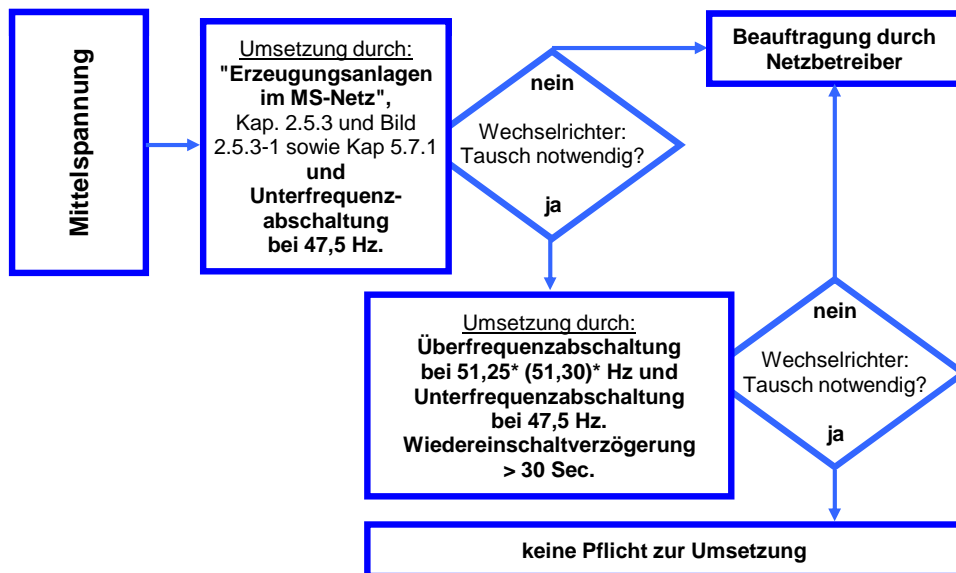 Mittelspannung
Umsetzung durch:
"Erzeugungsanlagen
im MS-Netz",
Kap. 2.5.3 und Bild
2.5.3-1 sowie Kap 5.7.1
und
Unterfrequenz-
abschaltung
bei 47,5 Hz.
nein
Wechselrichter:
Tausch notwendig?
ja
Beauftragung durch
Netzbetreiber
Umsetzung durch:
Überfrequenzabschaltung
bei 51,25* (51,30)* Hz und
Unterfrequenzabschaltung
bei 47,5 Hz.
Wiedereinschaltverzögerung
> 30 Sec.
nein
Wechselrichter:
Tausch notwendig?
ja
keine Pflicht zur Umsetzung